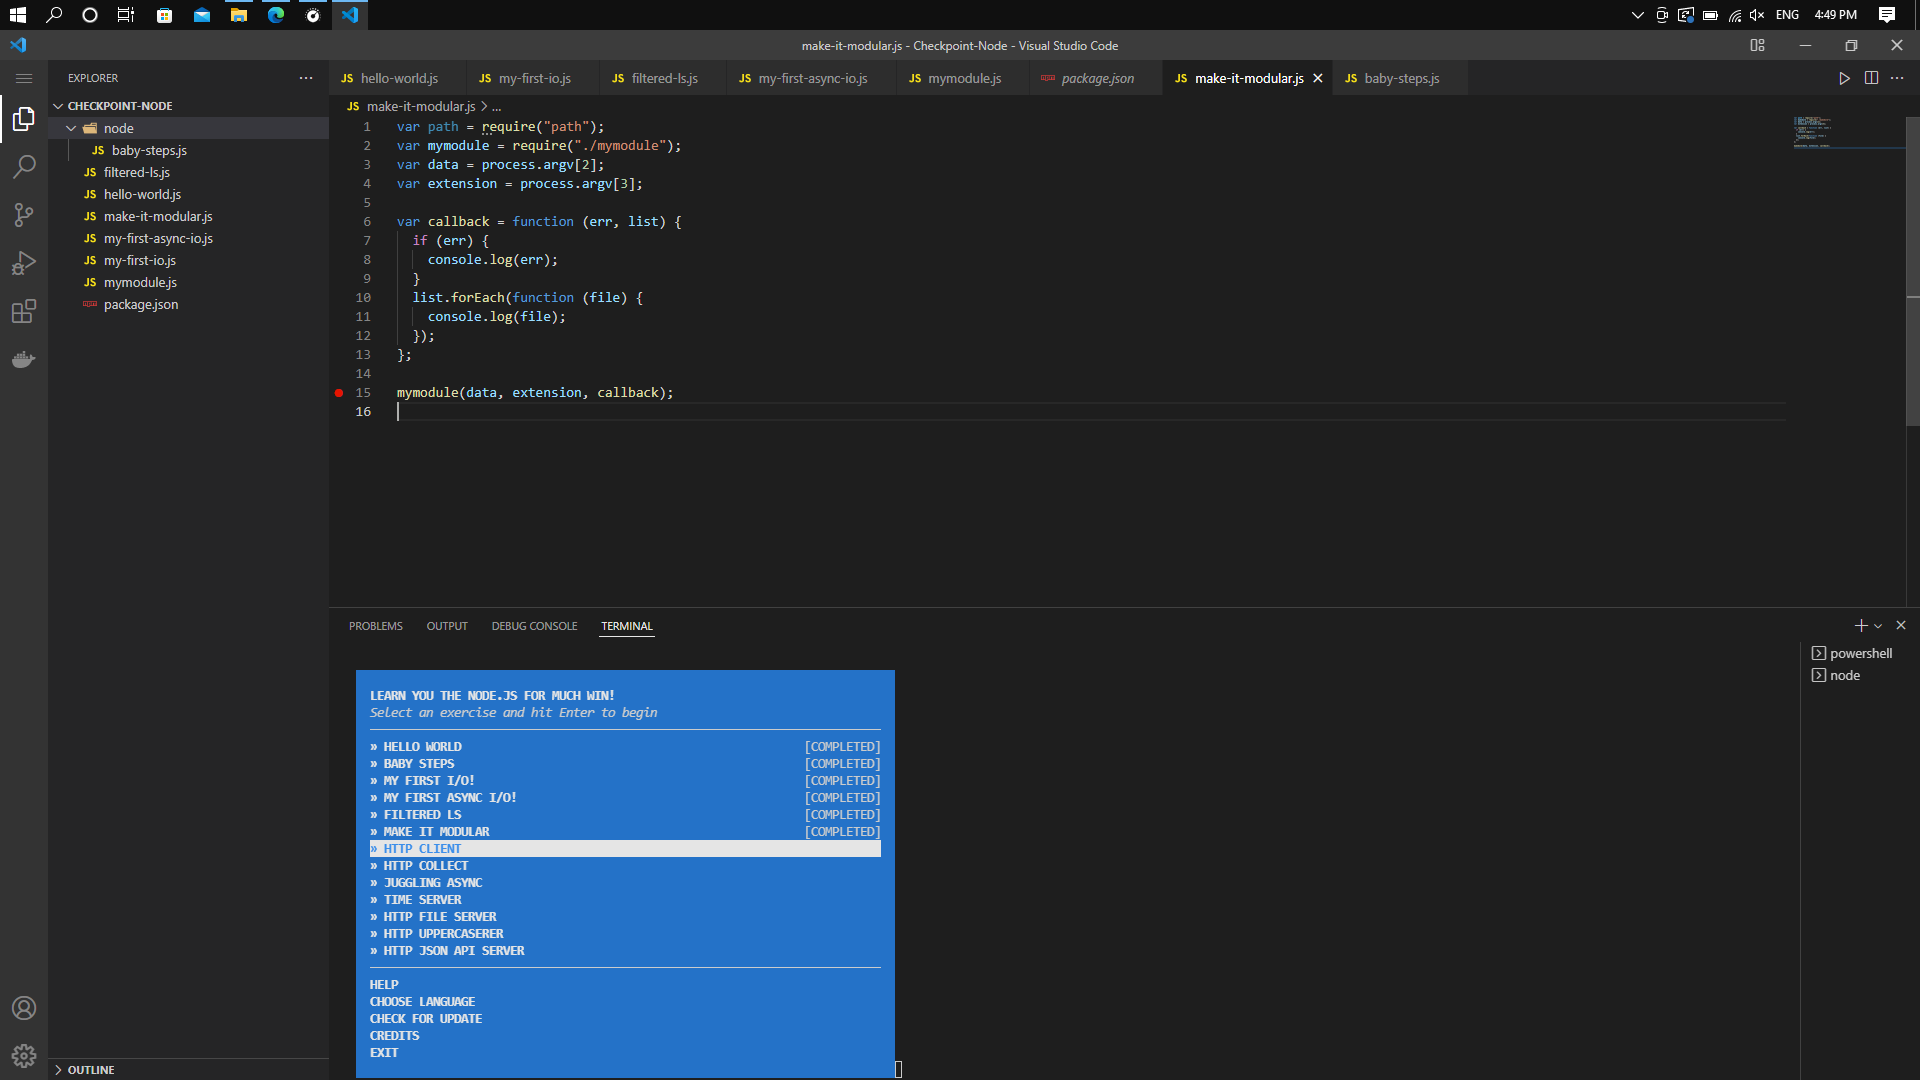 ENG
4:49 PM
make-it-modular.js - Checkpoint-Node - Visual Studio Code
EXPLORER
CHECKPOINT-NODE
node
JS baby-steps.js
JS filtered-ls.js
JS hello-world.js
JS make-it-modular.js
JS my-first-async-io.js
JS my-first-io.js
JS mymodule.js
package.json
OUTLINE
JS hello-world.js
JS my-first-io.js
JS filtered-ls.js
JS my-first-async-io.js
JS mymodule.js
package.json
JS make-it-modular.js
JS baby-steps.js
JS make-it-modular.js > ...
1 var path = require("path");
2 var mymodule = require("./mymodule");
3 var data = process.argv[2];
4 var extension = process.argv[3];
5
6 var callback = function (err, list) {
7 if (err) {
8 console.log(err);
9 }
10 list.forEach(function (file) {
11 console.log(file);
12 });
13 };
14
15 mymodule(data, extension, callback);
16
PROBLEMS OUTPUT DEBUG CONSOLE TERMINAL
LEARN YOU THE NODE.JS FOR MUCH WIN!
Select an exercise and hit Enter to begin
» HELLO WORLD [COMPLETED]
» BABY STEPS [COMPLETED]
» MY FIRST I/O! [COMPLETED]
» MY FIRST ASYNC I/O! [COMPLETED]
» FILTERED LS [COMPLETED]
» MAKE IT MODULAR [COMPLETED]
» HTTP CLIENT
» HTTP COLLECT
» JUGGLING ASYNC
» TIME SERVER
» HTTP FILE SERVER
» HTTP UPPERCASERER
» HTTP JSON API SERVER
HELP
CHOOSE LANGUAGE
CHECK FOR UPDATE
CREDITS
EXIT
powershell
node